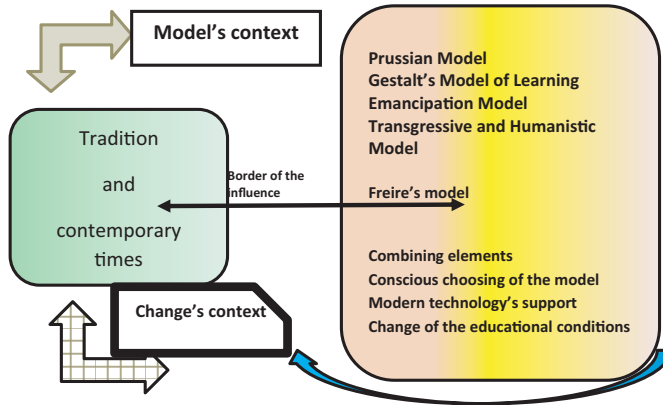 Model's context
Tradition
and
contemporary
times
Border of the
influence
Change's context
Prussian Model
Gestalt's Model of Learning
Emancipation Model
Transgressive and Humanistic
Model
Freire's model
Combining elements
Conscious choosing of the model
Modern technology's support
Change of the educational conditions